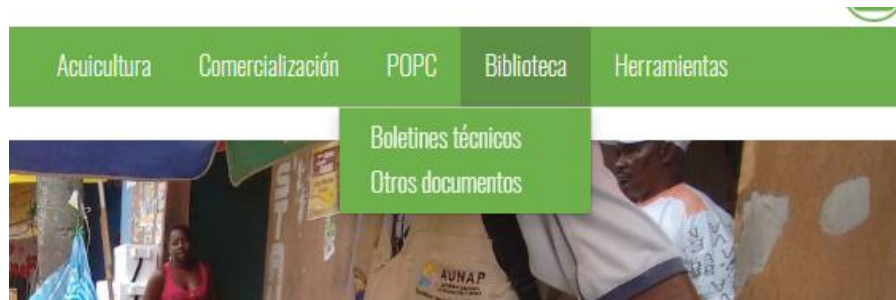 Acuicultura Comercialización POPC Biblioteca Herramientas
Boletines técnicos
Otros documentos
AUNAP